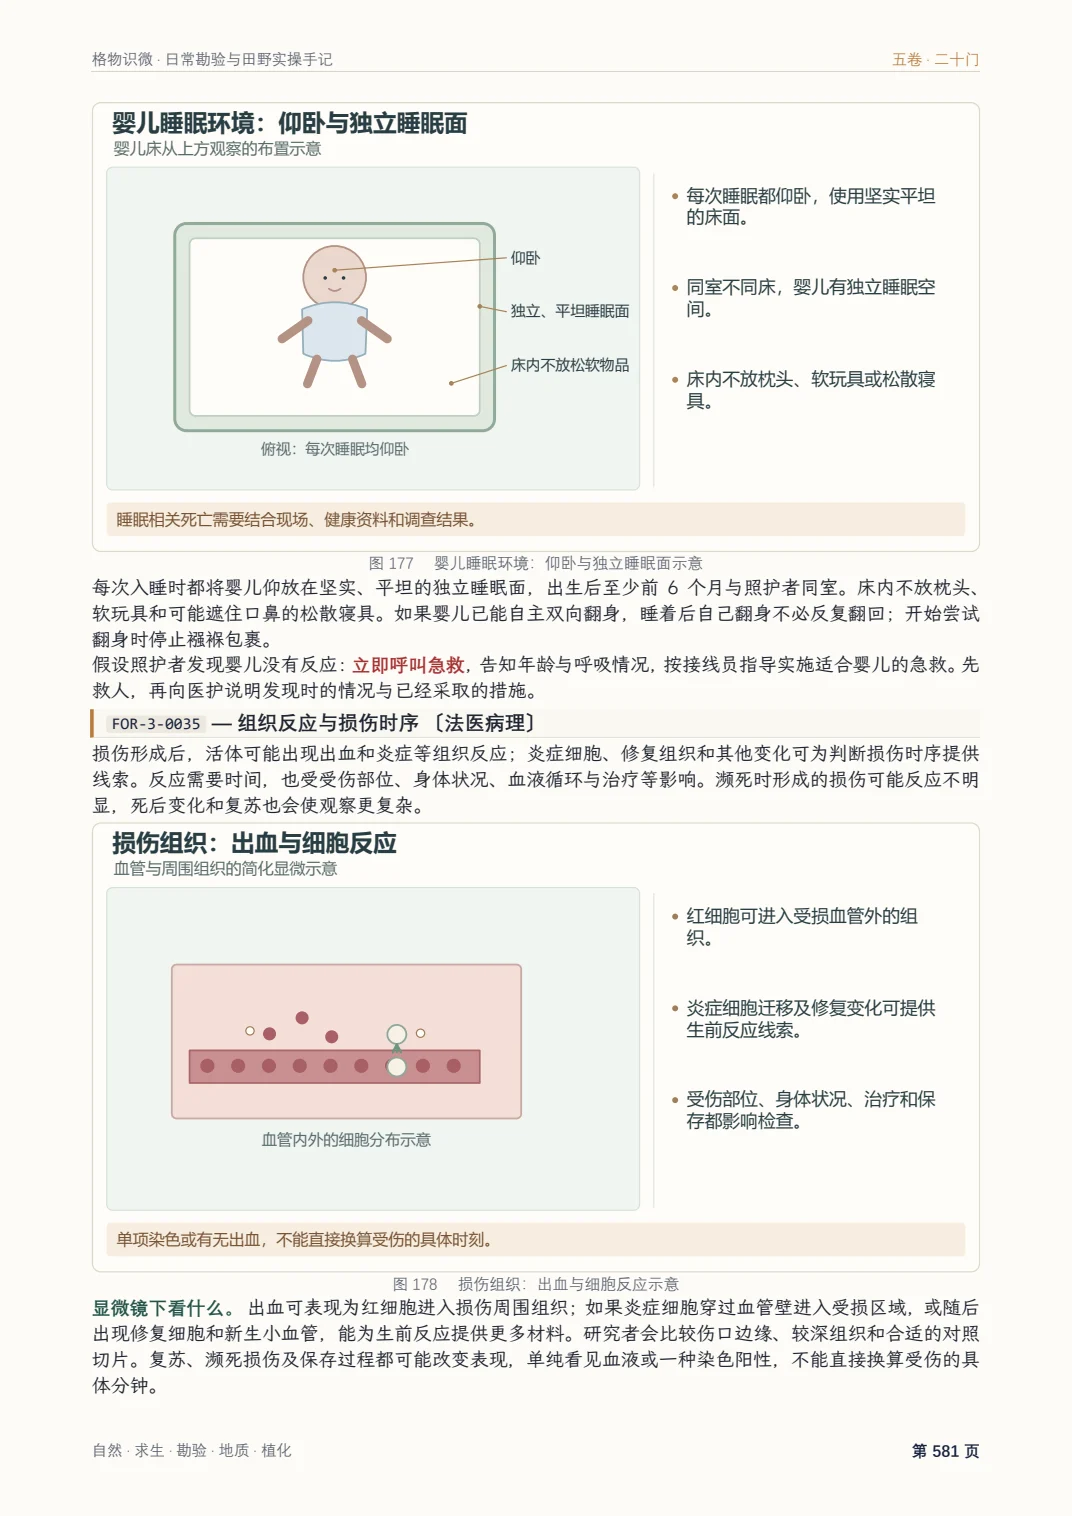 格物识微 · 日常勘验与田野实操手记
五卷 · 二十门
婴儿睡眠环境：仰卧与独立睡眠面
婴儿床从上方观察的布置示意
仰卧
独立、平坦睡眠面
床内不放松软物品
俯视：每次睡眠均仰卧
• 每次睡眠都仰卧，使用坚实平坦
的床面。
• 同室不同床，婴儿有独立睡眠空
间。
• 床内不放枕头、软玩具或松散寝
具。
睡眠相关死亡需要结合现场、健康资料和调查结果。
图 177 婴儿睡眠环境：仰卧与独立睡眠面示意
每次入睡时都将婴儿仰放在坚实、平坦的独立睡眠面，出生后至少前 6 个月与照护者同室。床内不放枕头、
软玩具和可能遮住口鼻的松散寝具。如果婴儿已能自主双向翻身，睡着后自己翻身不必反复翻回；开始尝试
翻身时停止襁褓包裹。
假设照护者发现婴儿没有反应：立即呼叫急救，告知年龄与呼吸情况，按接线员指导实施适合婴儿的急救。先
救人，再向医护说明发现时的情况与已经采取的措施。
FOR-3-0035 — 组织反应与损伤时序 〔法医病理〕
损伤形成后，活体可能出现出血和炎症等组织反应；炎症细胞、修复组织和其他变化可为判断损伤时序提供
线索。反应需要时间，也受受伤部位、身体状况、血液循环与治疗等影响。濒死时形成的损伤可能反应不明
显，死后变化和复苏也会使观察更复杂。
损伤组织：出血与细胞反应
血管与周围组织的简化显微示意
血管内外的细胞分布示意
• 红细胞可进入受损血管外的组
织。
• 炎症细胞迁移及修复变化可提供
生前反应线索。
• 受伤部位、身体状况、治疗和保
存都影响检查。
单项染色或有无出血，不能直接换算受伤的具体时刻。
图 178 损伤组织：出血与细胞反应示意
显微镜下看什么。 出血可表现为红细胞进入损伤周围组织；如果炎症细胞穿过血管壁进入受损区域，或随后
出现修复细胞和新生小血管，能为生前反应提供更多材料。研究者会比较伤口边缘、较深组织和合适的对照
切片。复苏、濒死损伤及保存过程都可能改变表现，单纯看见血液或一种染色阳性，不能直接换算受伤的具
体分钟。
自然 · 求生 · 勘验 · 地质 · 植化
第 581 页